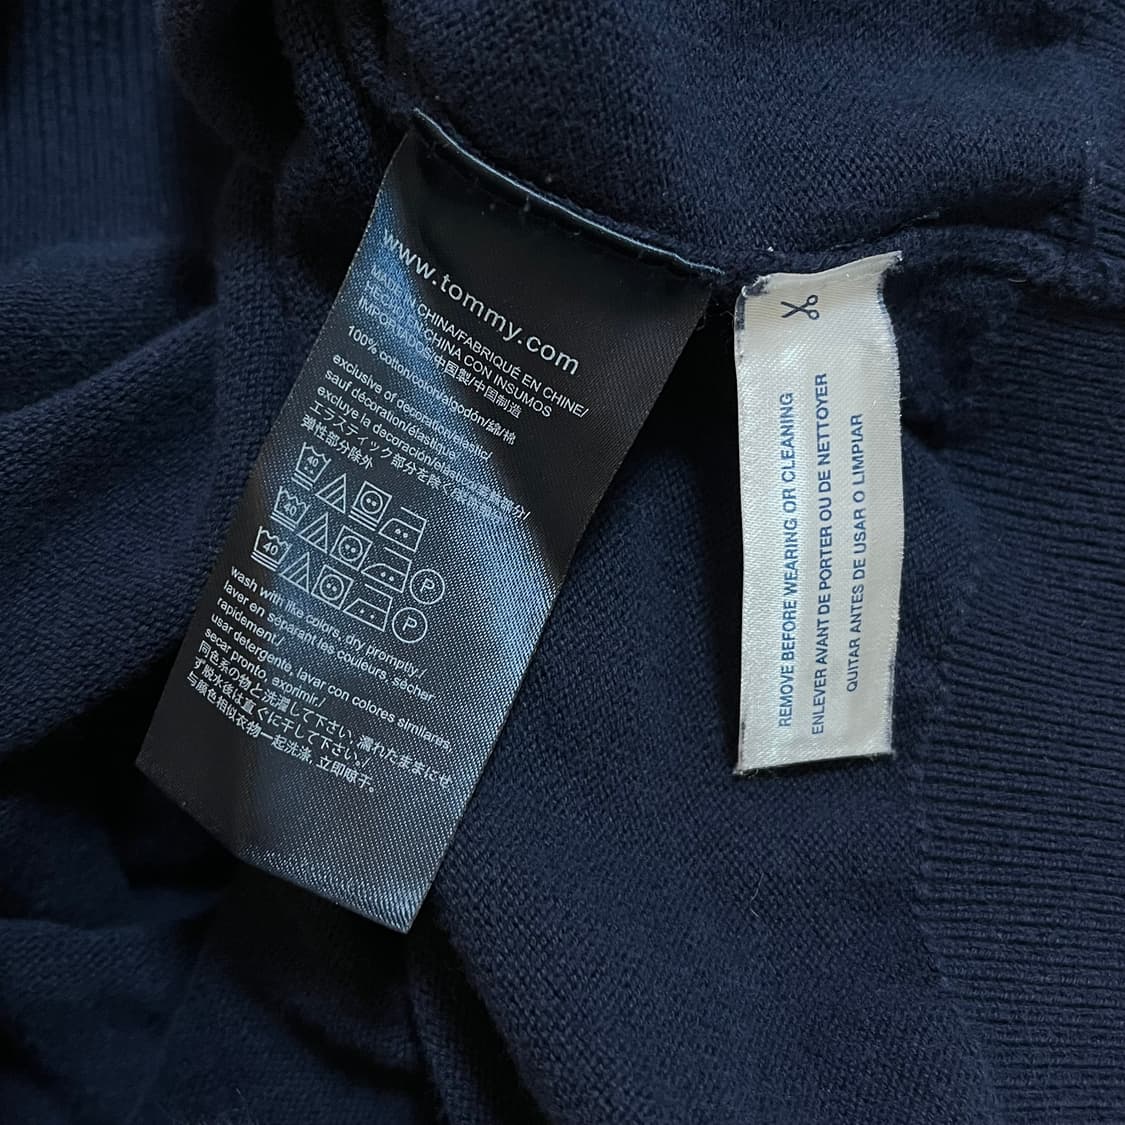 www.tommy.com
MADE IN CHINA/FABRIQUÉ EN CHINE/
CHINA CON INSUMOS
IMPORTADOS/中国製/中国制造
100% cotton/coton/algodón/綿/棉
exclusive of decoration/elastic/
sauf décoration/élastique
excluye la decoración
エラスティック部分を除く
弹性部分除外
40
40 P
40 P
wash with like colors, dry promptly,
laver en séparant les couleurs, sécher
rapidement./
usar detergente, lavar con colores similares,
secar pronto, exprimir./
同色系の物と洗濯して下さい, 濡れたままにせ
ず脱水後は直ぐに干して下さい/
与颜色相似衣物一起洗涤, 立即晾干。
REMOVE BEFORE WEARING OR CLEANING
ENLEVER AVANT DE PORTER OU DE NETTOYER
QUITAR ANTES DE USAR O LIMPIAR